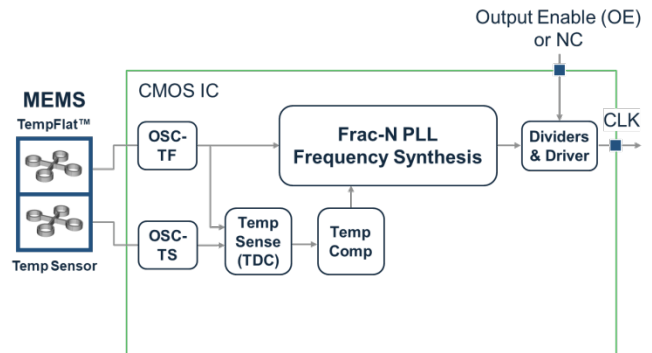 Output Enable (OE)
or NC
MEMS
TempFlat™
CMOS IC
CLK
OSC-
TF
Frac-N PLL
Frequency Synthesis
Dividers
& Driver
OSC-
TS
Temp
Sense
(TDC)
Temp
Comp
Temp Sensor